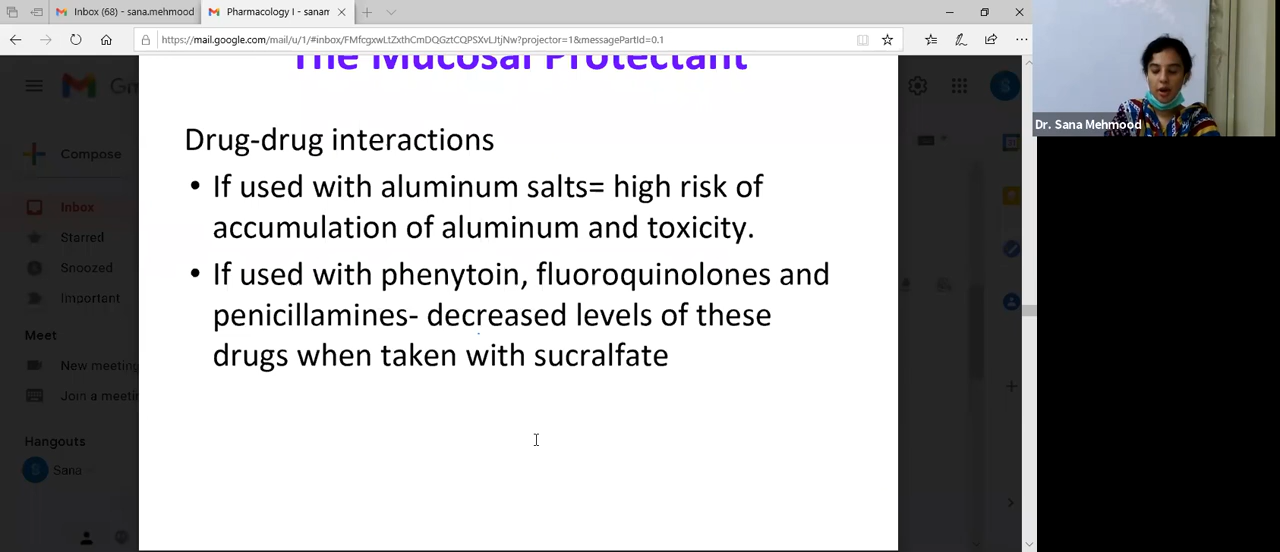 Inbox (68) - sana.mehmood
Pharmacology I - sanam
https://mail.google.com/mail/u/1/#inbox/FMfcgxwLtZxthCmDQGztCQPSXvLJtjNw?projector=1&messagePartId=0.1
The Mucosal Protectant
Drug-drug interactions
• If used with aluminum salts= high risk of
accumulation of aluminum and toxicity.
• If used with phenytoin, fluoroquinolones and
penicillamines- decreased levels of these
drugs when taken with sucralfate
Compose
Inbox
Starred
Snoozed
Important
Meet
New meeting
Join a meeti
Hangouts
Sana
S
S
Dr. Sana Mehmood